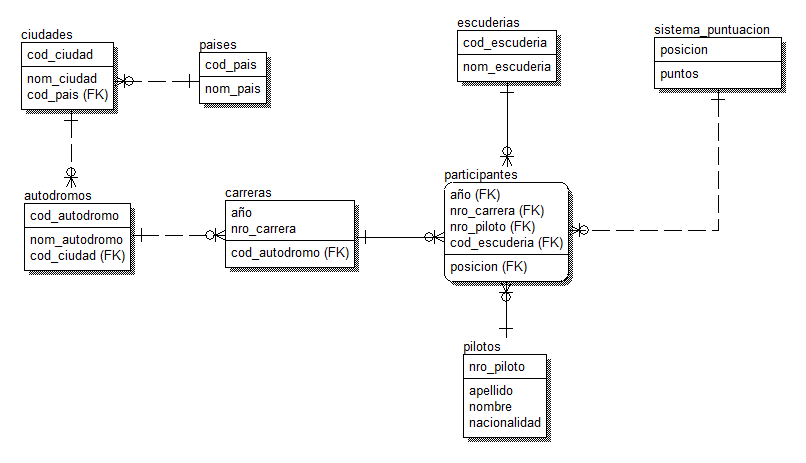 ciudades
cod_ciudad
nom_ciudad
cod_pais (FK)
paises
cod_pais
nom_pais
escuderias
cod_escuderia
nom_escuderia
sistema_puntuacion
posicion
puntos
autodromos
cod_autodromo
nom_autodromo
cod_ciudad (FK)
carreras
año
nro_carrera
cod_autodromo (FK)
participantes
año (FK)
nro_carrera (FK)
nro_piloto (FK)
cod_escuderia (FK)
posicion (FK)
pilotos
nro_piloto
apellido
nombre
nacionalidad